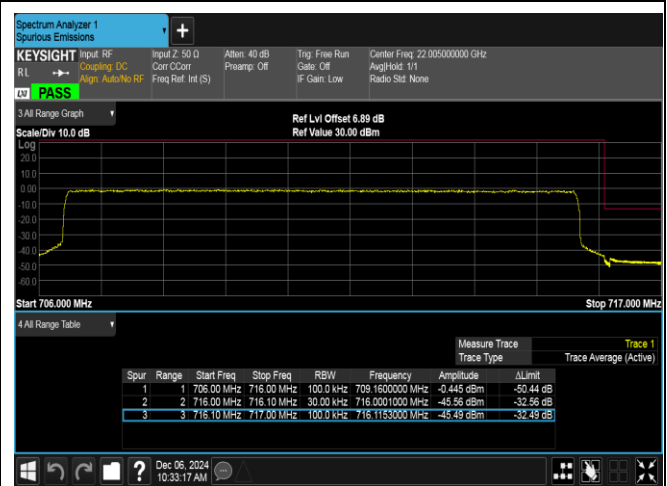 Spectrum Analyzer 1
Spurious Emissions
+
KEYSIGHT Input: RF Input Z: 50 Ω Atten: 40 dB Trig: Free Run Center Freq: 22.005000000 GHz
RL Coupling: DC Corr CCorr Preamp: Off Gate: Off Avg|Hold: 1/1
Align: Auto/No RF Freq Ref: Int (S) IF Gain: Low Radio Std: None
LXI PASS
3 All Range Graph Ref Lvl Offset 6.89 dB
Scale/Div 10.0 dB Ref Value 30.00 dBm
Log
20.0
10.0
0.00
-10.0
-20.0
-30.0
-40.0
-50.0
-60.0
Start 706.000 MHz Stop 717.000 MHz
4 All Range Table
Measure Trace Trace 1
Trace Type Trace Average (Active)
Spur Range Start Freq Stop Freq RBW Frequency Amplitude ΔLimit
1 1 706.00 MHz 716.00 MHz 100.0 kHz 709.1600000 MHz -0.445 dBm -50.44 dB
2 2 716.00 MHz 716.10 MHz 30.00 kHz 716.0001000 MHz -45.56 dBm -32.56 dB
3 3 716.10 MHz 717.00 MHz 100.0 kHz 716.1153000 MHz -45.49 dBm -32.49 dB
? Dec 06, 2024
10:33:17 AM